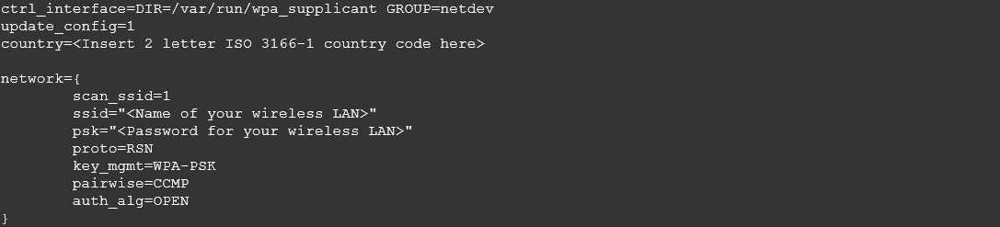 ctrl_interface=DIR=/var/run/wpa_supplicant GROUP=netdev
update_config=1
country=<Insert 2 letter ISO 3166-1 country code here>

network={
        scan_ssid=1
        ssid="<Name of your wireless LAN>"
        psk="<Password for your wireless LAN>"
        proto=RSN
        key_mgmt=WPA-PSK
        pairwise=CCMP
        auth_alg=OPEN
}